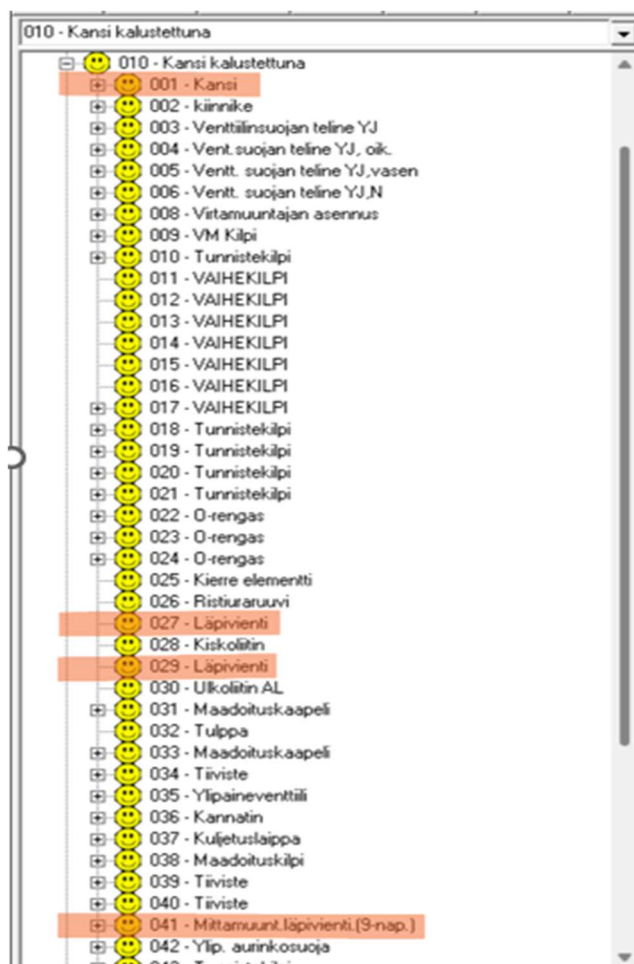 010 - Kansi kalustettuna
010 - Kansi kalustettuna
001 - Kansi
002 - kiinnike
003 - Venttiilinsuojan teline YJ
004 - Vent.suojan teline YJ, oik.
005 - Ventt. suojan teline YJ,vasen
006 - Ventt. suojan teline YJ,N
008 - Virtamuuntajan asennus
009 - VM Kilpi
010 - Tunnistekilpi
011 - VAIHEKILPI
012 - VAIHEKILPI
013 - VAIHEKILPI
014 - VAIHEKILPI
015 - VAIHEKILPI
016 - VAIHEKILPI
017 - VAIHEKILPI
018 - Tunnistekilpi
019 - Tunnistekilpi
020 - Tunnistekilpi
021 - Tunnistekilpi
022 - O-rengas
023 - O-rengas
024 - O-rengas
025 - Kierre elementti
026 - Ristiuraruuvi
027 - Läpivienti
028 - Kiskoliitin
029 - Läpivienti
030 - Ulkoliitin AL
031 - Maadoituskaapeli
032 - Tulppa
033 - Maadoituskaapeli
034 - Tiiviste
035 - Ylipaineventtiili
036 - Kannatin
037 - Kuljetuslaippa
038 - Maadoituskilpi
039 - Tiiviste
040 - Tiiviste
041 - Mittamuunt.läpivienti.(9-nap.)
042 - Ylip. aurinkosuoja